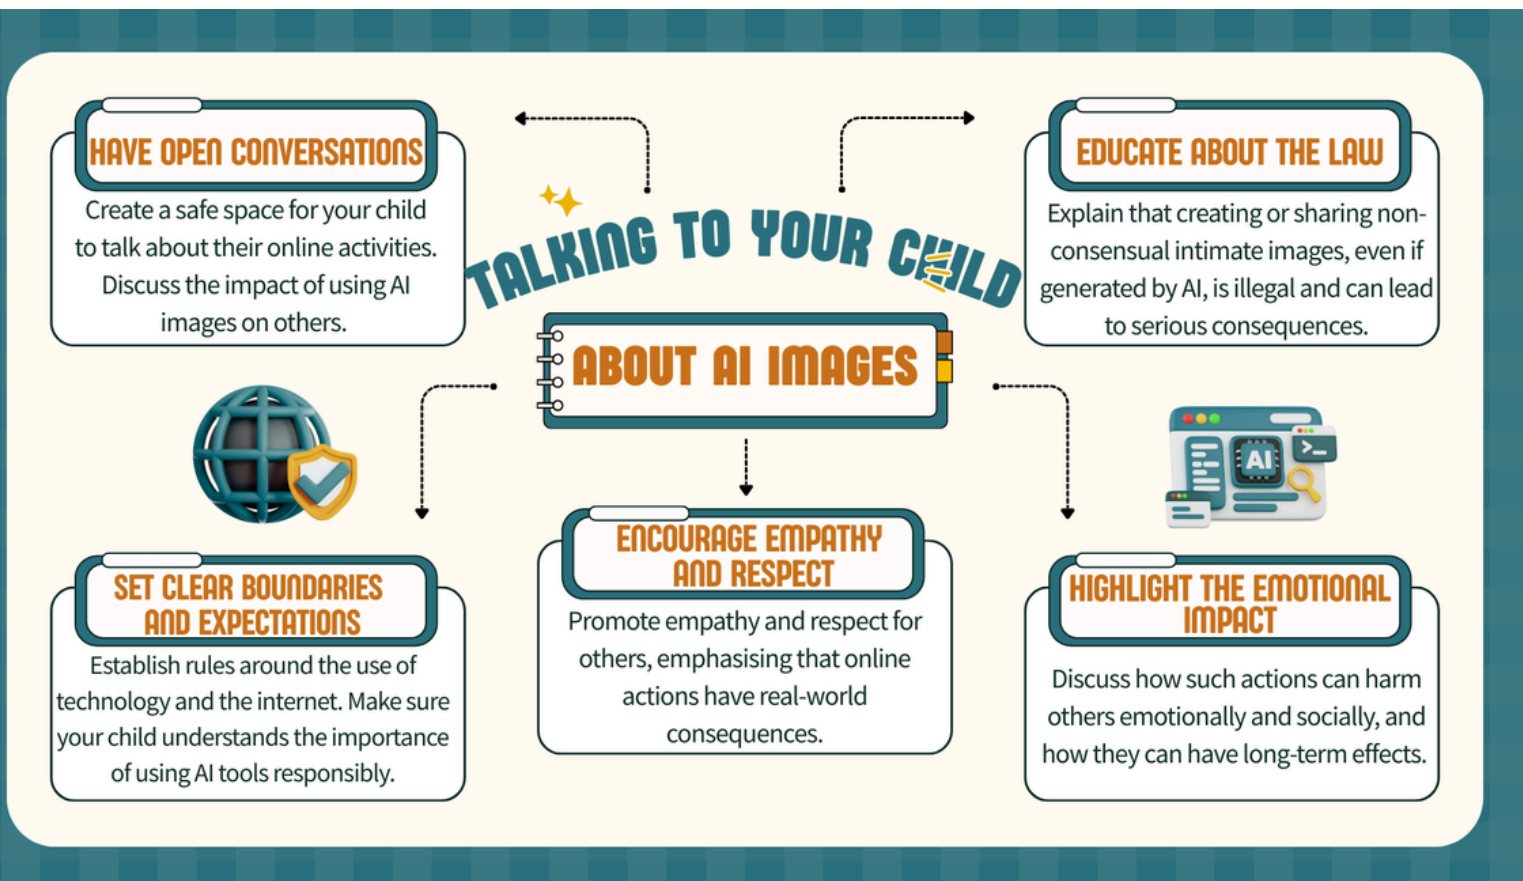 HAVE OPEN CONVERSATIONS
Create a safe space for your child
to talk about their online activities.
Discuss the impact of using AI
images on others.
EDUCATE ABOUT THE LAW
Explain that creating or sharing non-
consensual intimate images, even if
generated by AI, is illegal and can lead
to serious consequences.
TALKING TO YOUR CHILD
ABOUT AI IMAGES
AI
>_
SET CLEAR BOUNDARIES
AND EXPECTATIONS
Establish rules around the use of
technology and the internet. Make sure
your child understands the importance
of using AI tools responsibly.
ENCOURAGE EMPATHY
AND RESPECT
Promote empathy and respect for
others, emphasising that online
actions have real-world
consequences.
HIGHLIGHT THE EMOTIONAL
IMPACT
Discuss how such actions can harm
others emotionally and socially, and
how they can have long-term effects.